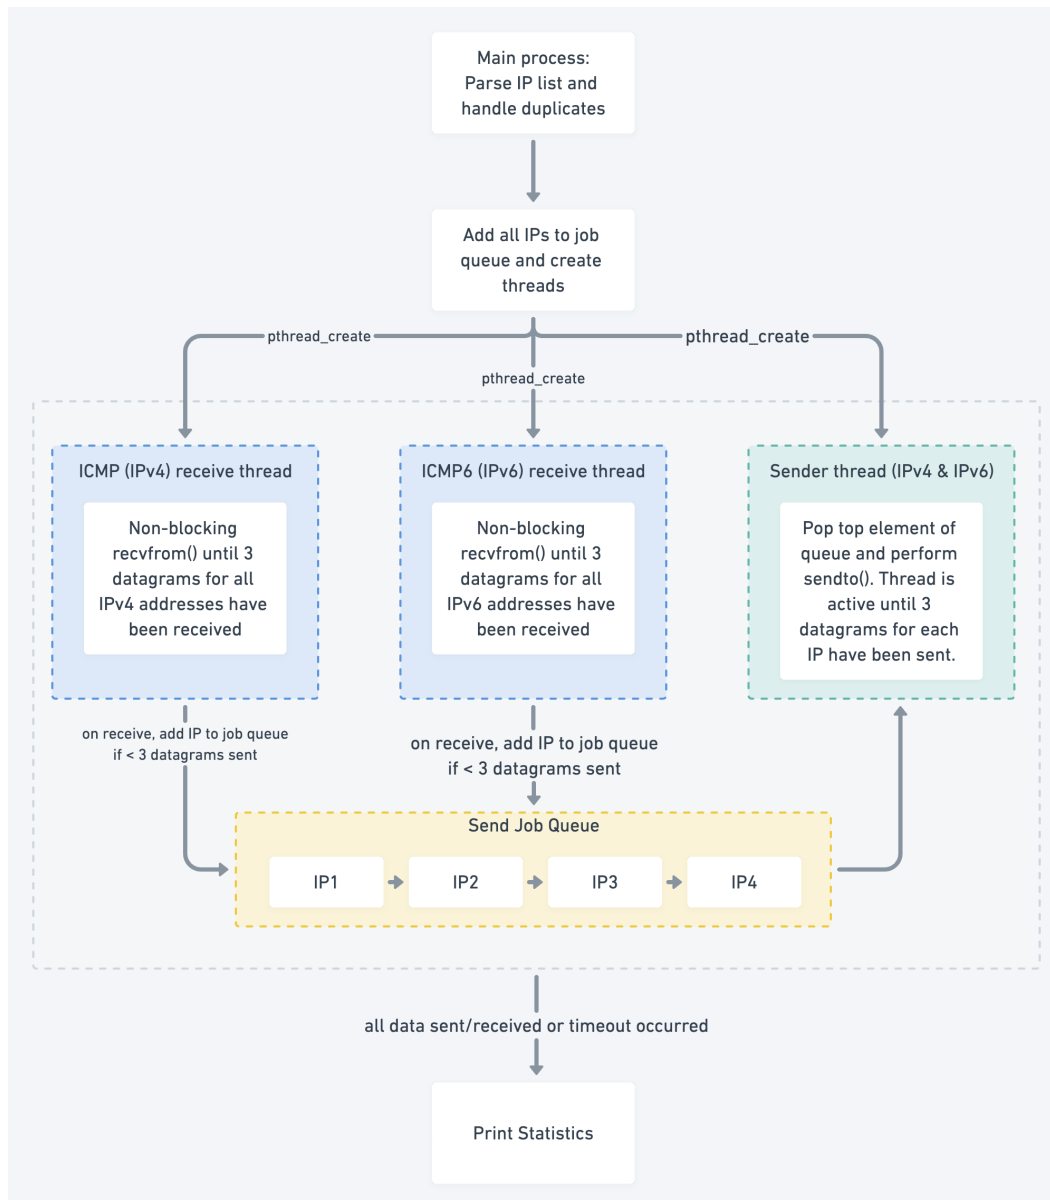 Main process:
Parse IP list and
handle duplicates
Add all IPs to job
queue and create
threads
pthread_create
pthread_create
pthread_create
ICMP (IPv4) receive thread
Non-blocking
recvfrom() until 3
datagrams for all
IPv4 addresses have
been received
ICMP6 (IPv6) receive thread
Non-blocking
recvfrom() until 3
datagrams for all
IPv6 addresses have
been received
Sender thread (IPv4 & IPv6)
Pop top element of
queue and perform
sendto(). Thread is
active until 3
datagrams for each
IP have been sent.
on receive, add IP to job queue
if < 3 datagrams sent
on receive, add IP to job queue
if < 3 datagrams sent
Send Job Queue
IP1
IP2
IP3
IP4
all data sent/received or timeout occurred
Print Statistics